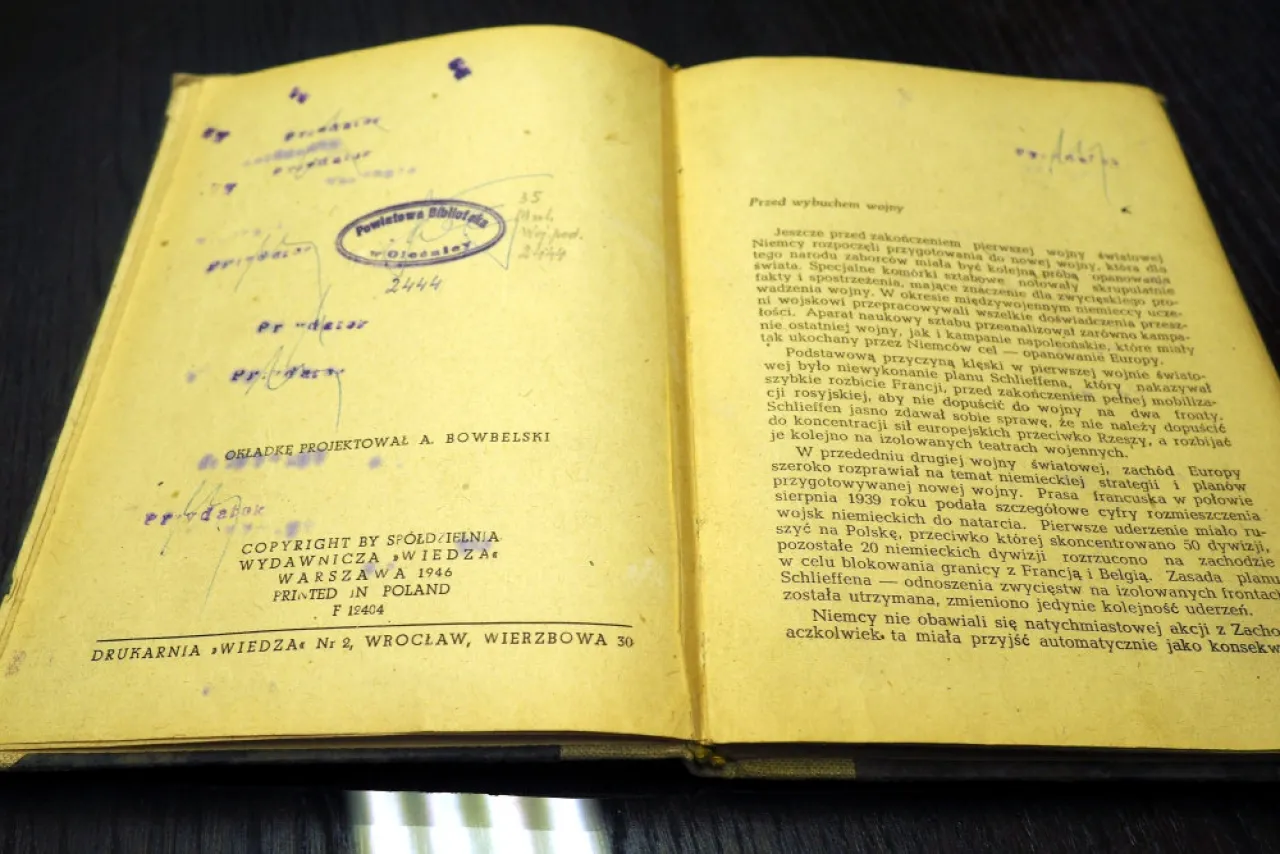 Powiatowa Biblioteka
w Oleśnicy
2444
35
2444
OKŁADKĘ PROJEKTOWAŁ A. BOWBELSKI
COPYRIGHT BY SPÓŁDZIELNIA
WYDAWNICZA »WIEDZA«
WARSZAWA 1946
PRINTED IN POLAND
F 12404
DRUKARNIA »WIEDZA« Nr 2, WROCŁAW, WIERZBOWA 30
Przed wybuchem wojny
Jeszcze przed zakończeniem pierwszej wojny światowej
Niemcy rozpoczęli przygotowania do nowej wojny, która dla
tego narodu zaborców miała być kolejną próbą opanowania
świata. Specjalne komórki sztabowe notowały skrupulatnie
fakty i spostrzeżenia, mające znaczenie dla zwycięskiego pro-
wadzenia wojny. W okresie międzywojennym niemieccy ucze-
ni wojskowi przepracowywali wszelkie doświadczenia przesz-
łości. Aparat naukowy sztabu przeanalizował zarówno kampa-
nie ostatniej wojny, jak i kampanie napoleońskie, które miały
tak ukochany przez Niemców cel — opanowanie Europy.
Podstawową przyczyną klęski w pierwszej wojnie świato-
wej było niewykonanie planu Schlieffena, który nakazywał
szybkie rozbicie Francji, przed zakończeniem pełnej mobiliza-
cji rosyjskiej, aby nie dopuścić do wojny na dwa fronty.
Schlieffen jasno zdawał sobie sprawę, że nie należy dopuścić
do koncentracji sił europejskich przeciwko Rzeszy, a rozbijać
je kolejno na izolowanych teatrach wojennych.
W przededniu drugiej wojny światowej, zachód Europy
szeroko rozprawiał na temat niemieckiej strategii i planów
przygotowywanej nowej wojny. Prasa francuska w połowie
sierpnia 1939 roku podała szczegółowe cyfry rozmieszczenia
wojsk niemieckich do natarcia. Pierwsze uderzenie miało ru-
szyć na Polskę, przeciwko której skoncentrowano 50 dywizji,
pozostałe 20 niemieckich dywizji rozrzucono na zachodzie
w celu blokowania granicy z Francją i Belgią. Zasada planu
Schlieffena — odnoszenia zwycięstw na izolowanych frontach
została utrzymana, zmieniono jedynie kolejność uderzeń.
Niemcy nie obawiali się natychmiastowej akcji z Zacho
aczkolwiek ta miała przyjść automatycznie jako konsekw